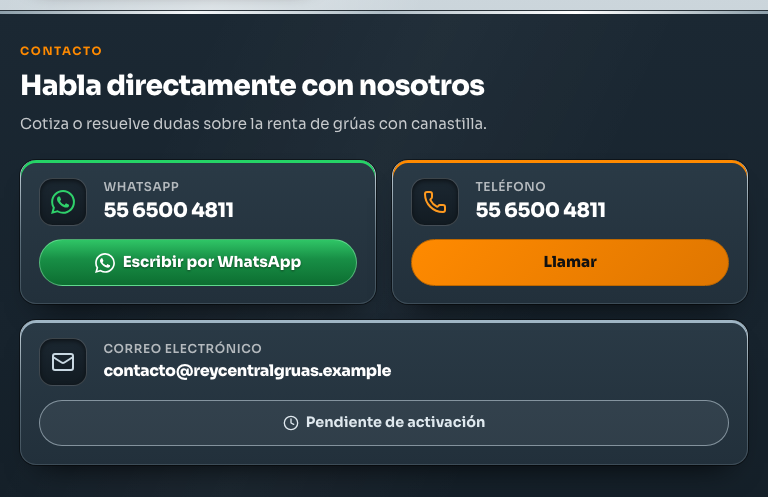 CONTACTO
Habla directamente con nosotros
Cotiza o resuelve dudas sobre la renta de grúas con canastilla.
WHATSAPP
55 6500 4811
Escribir por WhatsApp
TELÉFONO
55 6500 4811
Llamar
CORREO ELECTRÓNICO
contacto@reycentralgruas.example
Pendiente de activación